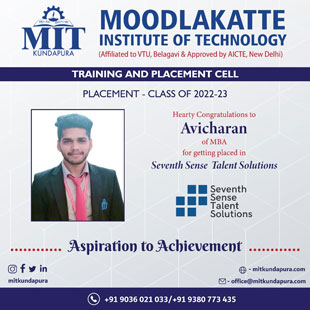 MIT
KUNDAPURA
MOODLAKATTE
INSTITUTE OF TECHNOLOGY
(Affiliated to VTU, Belagavi & Approved by AICTE, New Delhi)
TRAINING AND PLACEMENT CELL
PLACEMENT - CLASS OF 2022-23
Hearty Congratulations to
Avicharan
of MBA
for getting placed in
Seventh Sense Talent Solutions
Seventh
Sense
Talent
Solutions
Aspiration to Achievement
mitkundapura
- mitkundapura.com
- office@mitkundapura.com
+91 9036 021 033/+91 9380 773 435